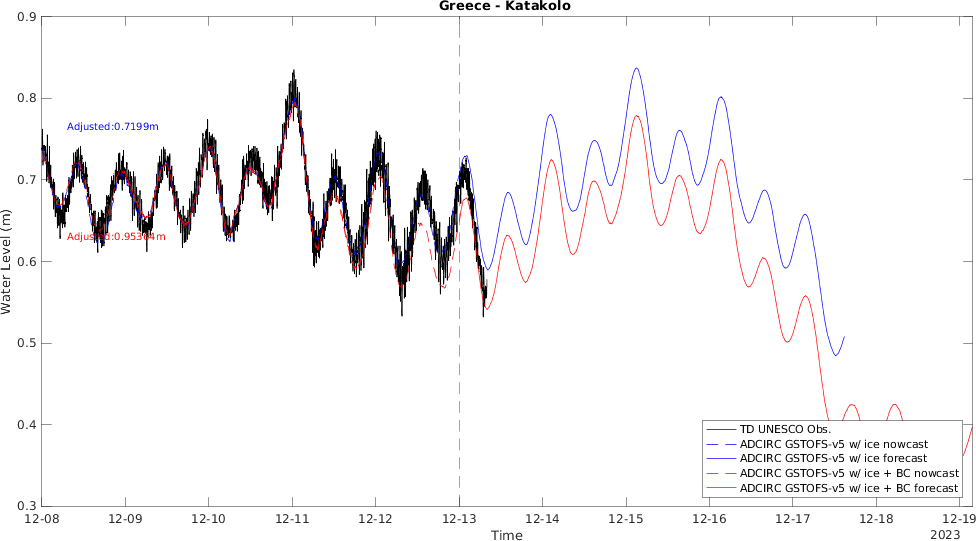 Greece - Katakolo
0.9
0.8
0.7
0.6
0.5
0.4
0.3
Water Level (m)
Adjusted:0.7199m
Adjusted:0.95364m
TD UNESCO Obs.
ADCIRC GSTOFS-v5 w/ ice nowcast
ADCIRC GSTOFS-v5 w/ ice forecast
ADCIRC GSTOFS-v5 w/ ice + BC nowcast
ADCIRC GSTOFS-v5 w/ ice + BC forecast
12-08 12-09 12-10 12-11 12-12 12-13 12-14 12-15 12-16 12-17 12-18 12-19
Time
2023